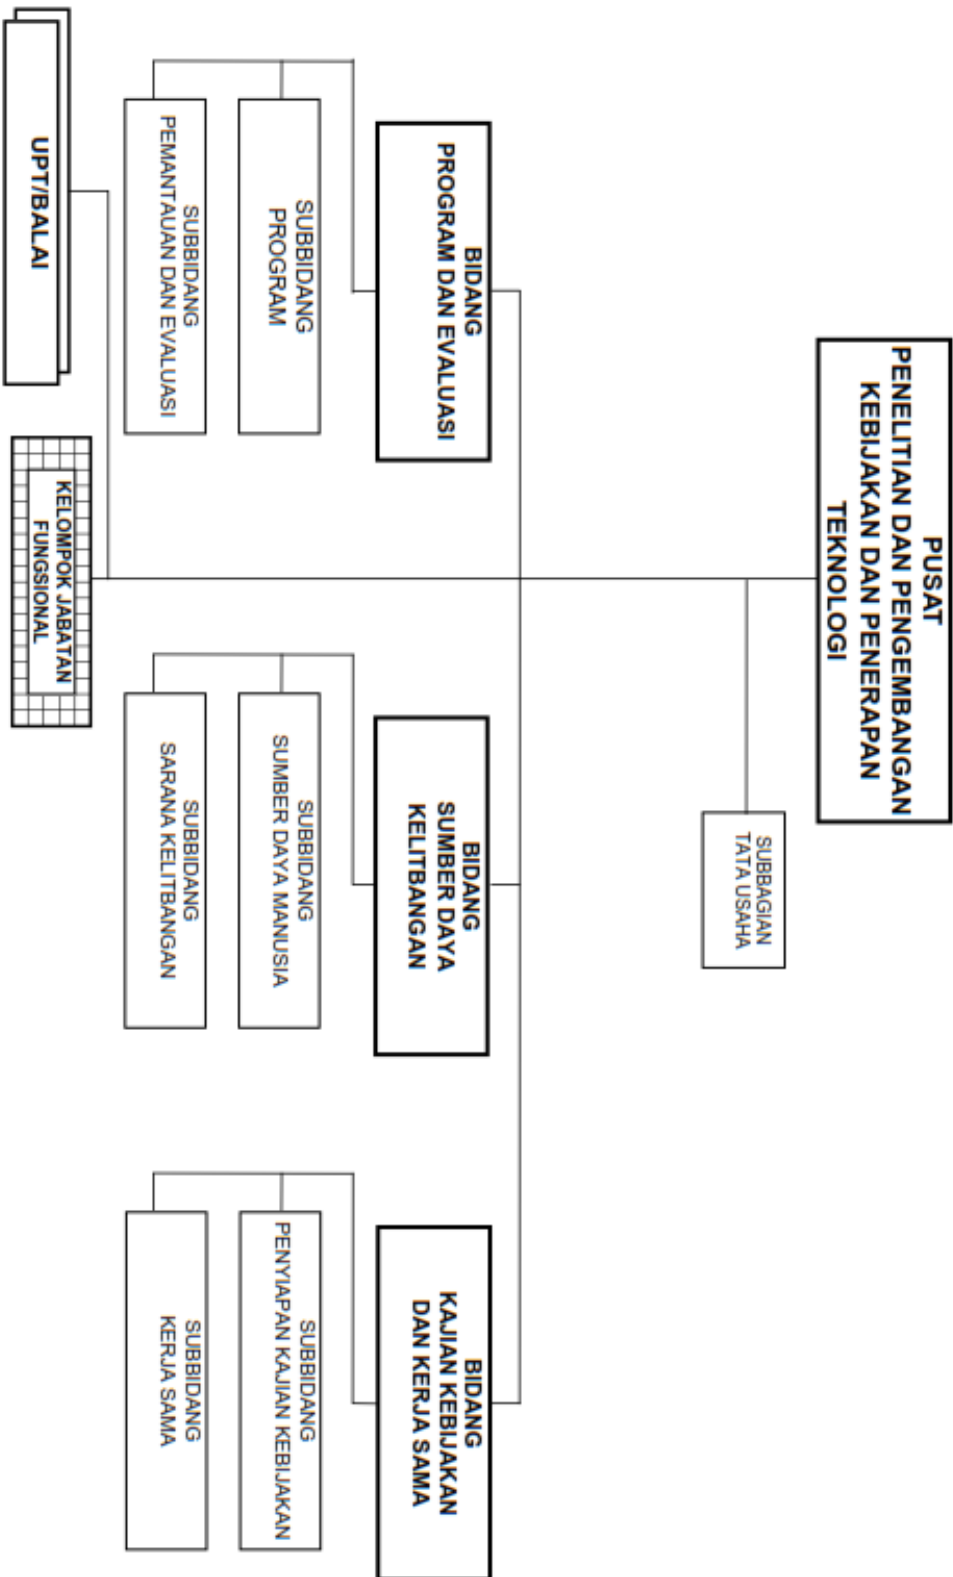 PUSAT
PENELITIAN DAN PENGEMBANGAN
KEBIJAKAN DAN PENERAPAN
TEKNOLOGI
SUBBAGIAN
TATA USAHA
BIDANG
PROGRAM DAN EVALUASI
SUBBIDANG
PROGRAM
SUBBIDANG
PEMANTAUAN DAN EVALUASI
BIDANG
SUMBER DAYA
KELITBANGAN
SUBBIDANG
SUMBER DAYA MANUSIA
SUBBIDANG
SARANA KELITBANGAN
BIDANG
KAJIAN KEBIJAKAN
DAN KERJA SAMA
SUBBIDANG
PENYIAPAN KAJIAN KEBIJAKAN
SUBBIDANG
KERJA SAMA
UPT/BALAI
KELOMPOK JABATAN
FUNGSIONAL